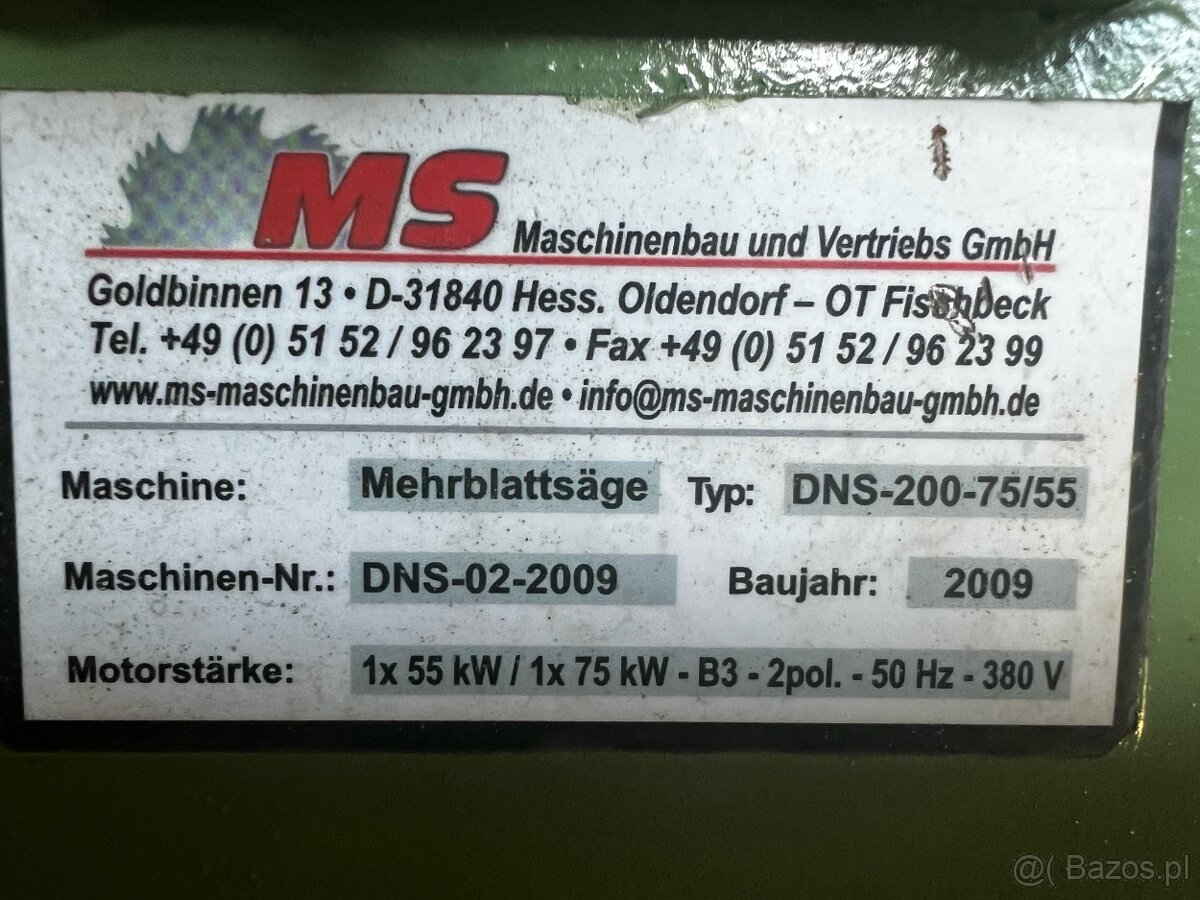 MS Maschinenbau und Vertriebs GmbH
Goldbinnen 13 • D-31840 Hess. Oldendorf – OT Fischbeck
Tel. +49 (0) 51 52 / 96 23 97 • Fax +49 (0) 51 52 / 96 23 99
www.ms-maschinenbau-gmbh.de • info@ms-maschinenbau-gmbh.de
Maschine: Mehrblattsäge Typ: DNS-200-75/55
Maschinen-Nr.: DNS-02-2009 Baujahr: 2009
Motorstärke: 1x 55 kW / 1x 75 kW - B3 - 2pol. - 50 Hz - 380 V
@( Bazos.pl